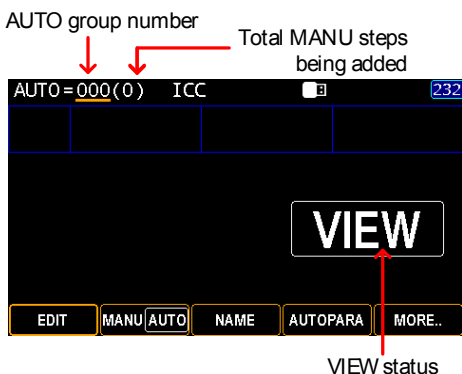 AUTO group number
Total MANU steps
being added
AUTO=000(0) ICC 232
VIEW
EDIT MANU AUTO NAME AUTOPARA MORE..
VIEW status